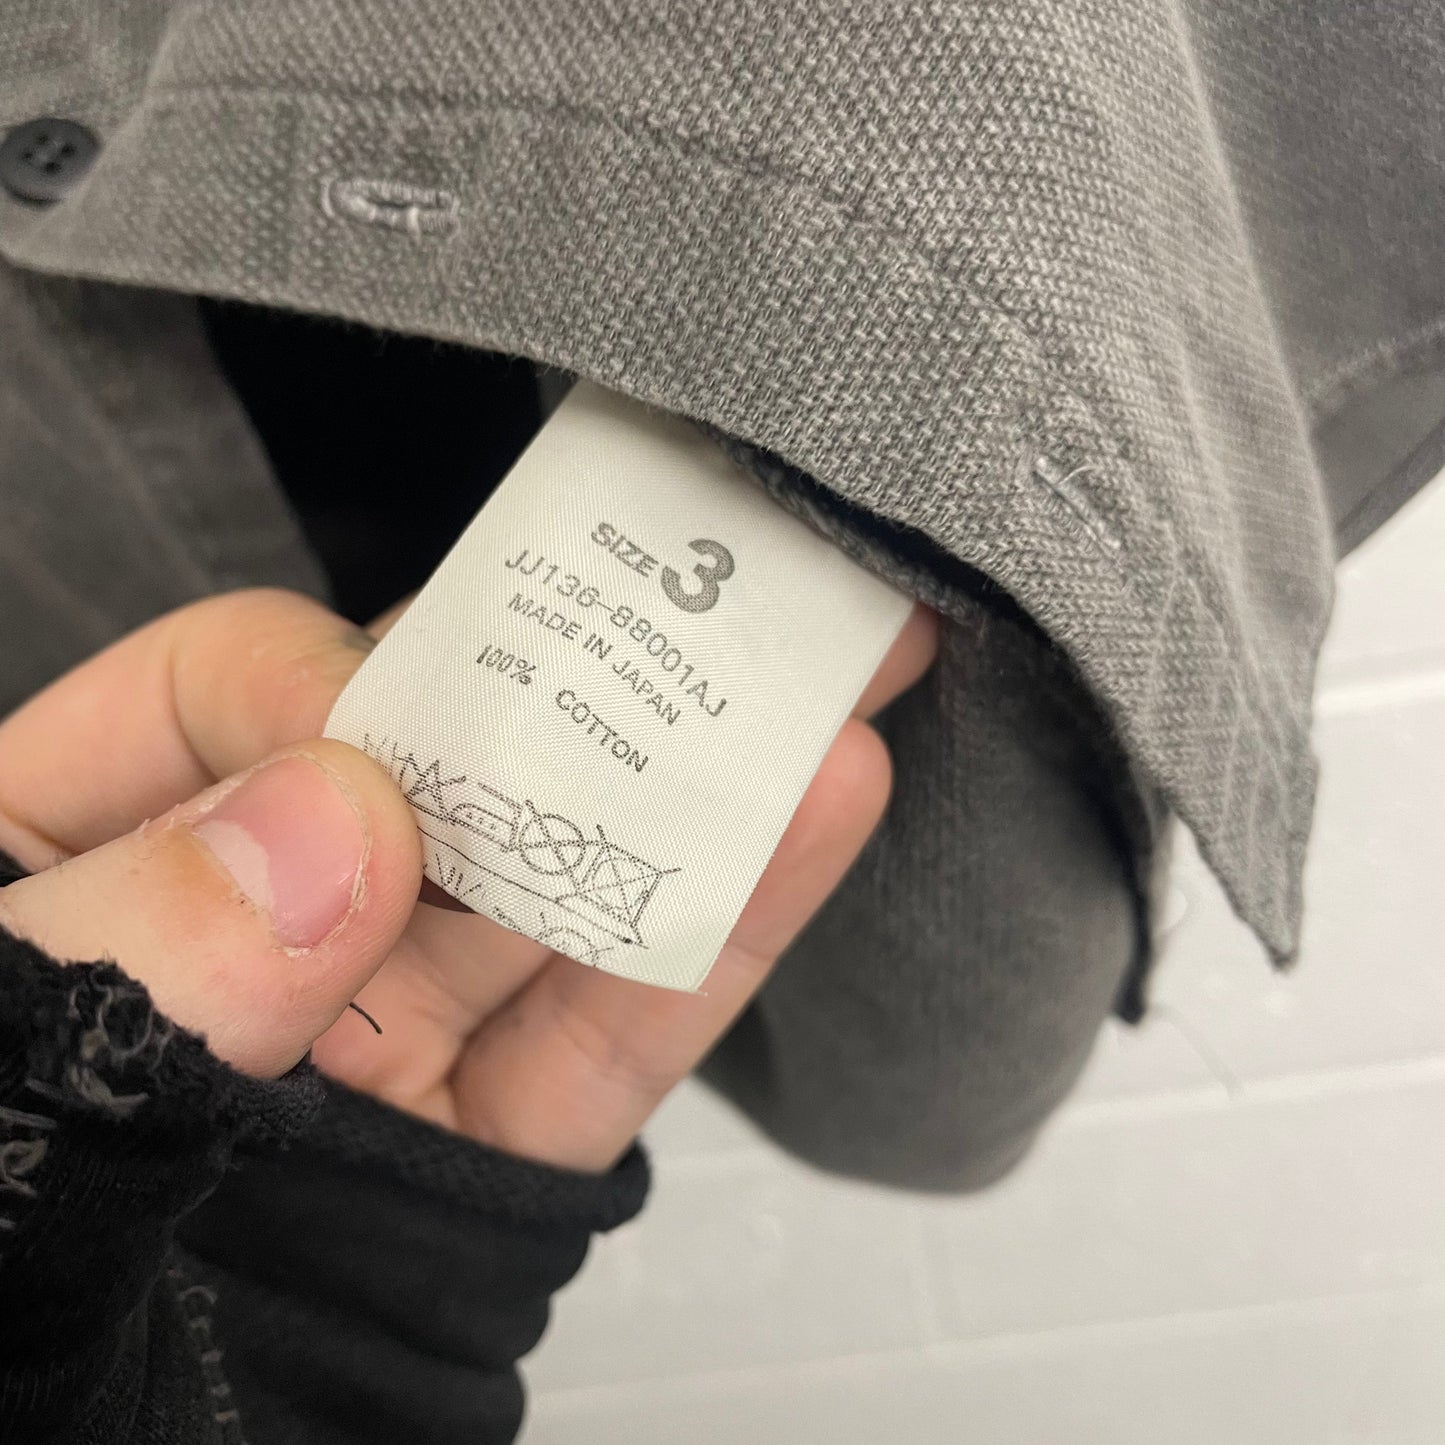 SIZE 3
JJ136-88001AJ
MADE IN JAPAN
100% COTTON